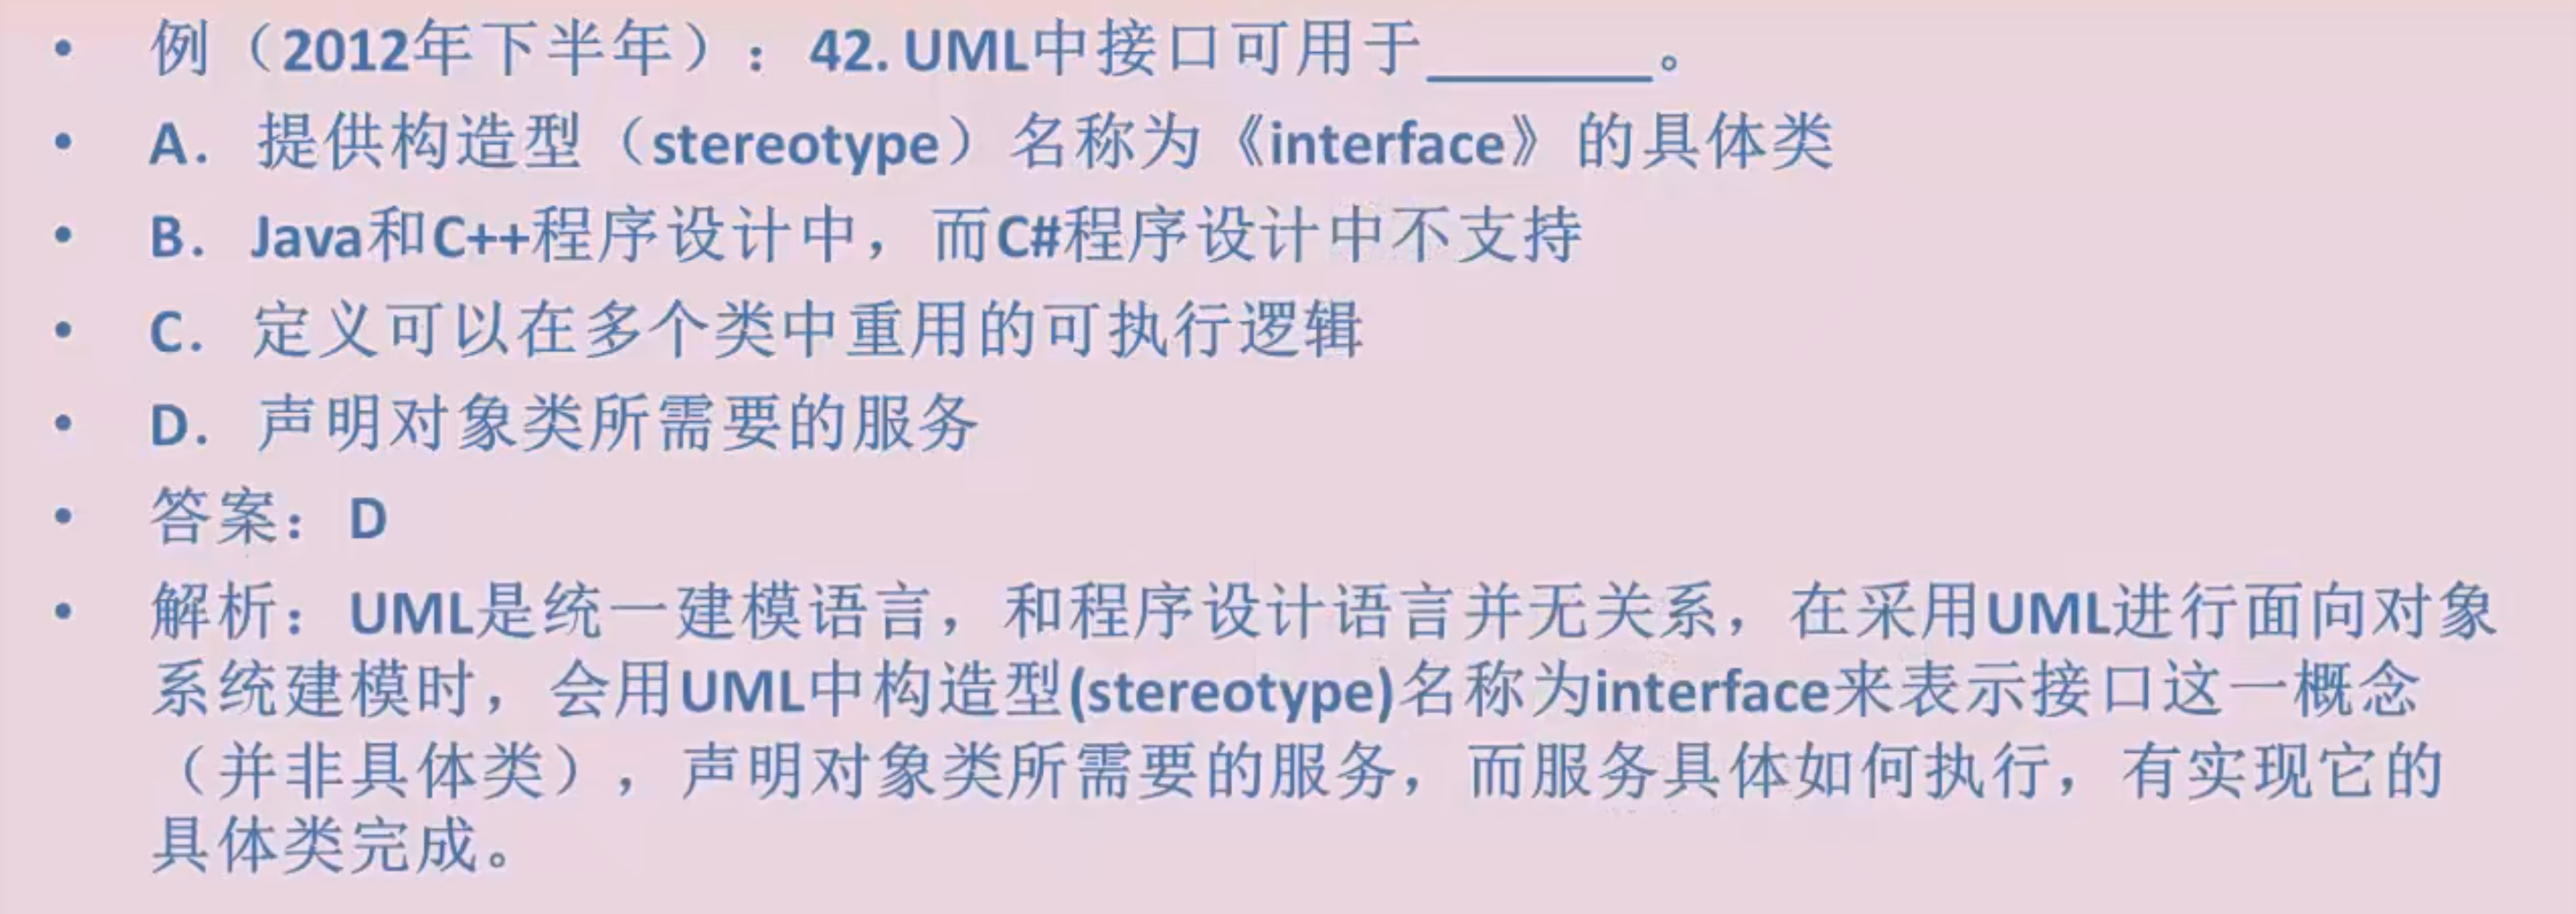 • 例（2012年下半年）：42. UML中接口可用于_______。
• A． 提供构造型（stereotype）名称为《interface》的具体类
• B． Java和C++程序设计中，而C#程序设计中不支持
• C． 定义可以在多个类中重用的可执行逻辑
• D． 声明对象类所需要的服务
• 答案：D
• 解析：UML是统一建模语言，和程序设计语言并无关系，在采用UML进行面向对象
系统建模时，会用UML中构造型(stereotype)名称为interface来表示接口这一概念
（并非具体类），声明对象类所需要的服务，而服务具体如何执行，有实现它的
具体类完成。